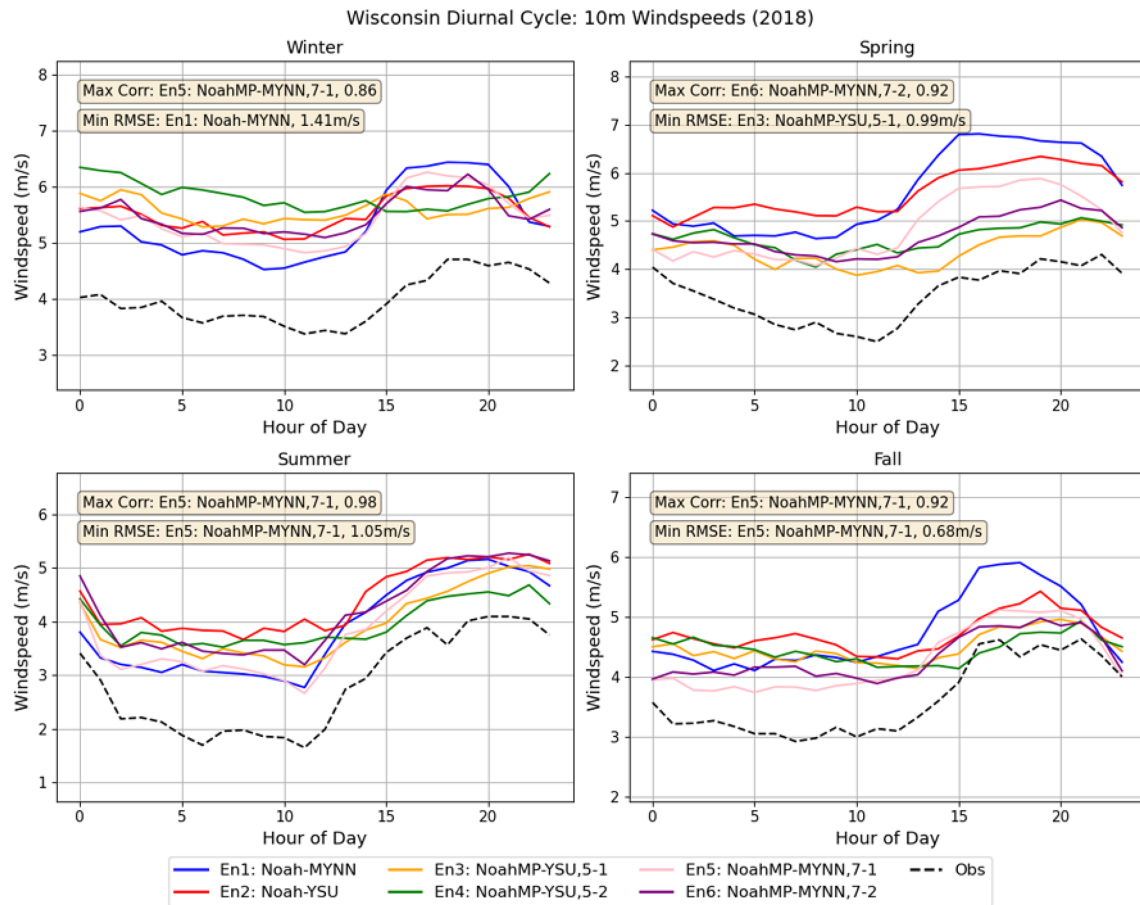 Wisconsin Diurnal Cycle: 10m Windspeeds (2018)
Winter
Max Corr: En5: NoahMP-MYNN,7-1, 0.86
Min RMSE: En1: Noah-MYNN, 1.41m/s
8
7
6
5
4
3
Windspeed (m/s)
0 5 10 15 20
Hour of Day
Spring
Max Corr: En6: NoahMP-MYNN,7-2, 0.92
Min RMSE: En3: NoahMP-YSU,5-1, 0.99m/s
8
7
6
5
4
3
2
Windspeed (m/s)
0 5 10 15 20
Hour of Day
Summer
Max Corr: En5: NoahMP-MYNN,7-1, 0.98
Min RMSE: En5: NoahMP-MYNN,7-1, 1.05m/s
6
5
4
3
2
1
Windspeed (m/s)
0 5 10 15 20
Hour of Day
Fall
Max Corr: En5: NoahMP-MYNN,7-1, 0.92
Min RMSE: En5: NoahMP-MYNN,7-1, 0.68m/s
7
6
5
4
3
2
Windspeed (m/s)
0 5 10 15 20
Hour of Day
En1: Noah-MYNN En3: NoahMP-YSU,5-1 En5: NoahMP-MYNN,7-1 Obs
En2: Noah-YSU En4: NoahMP-YSU,5-2 En6: NoahMP-MYNN,7-2